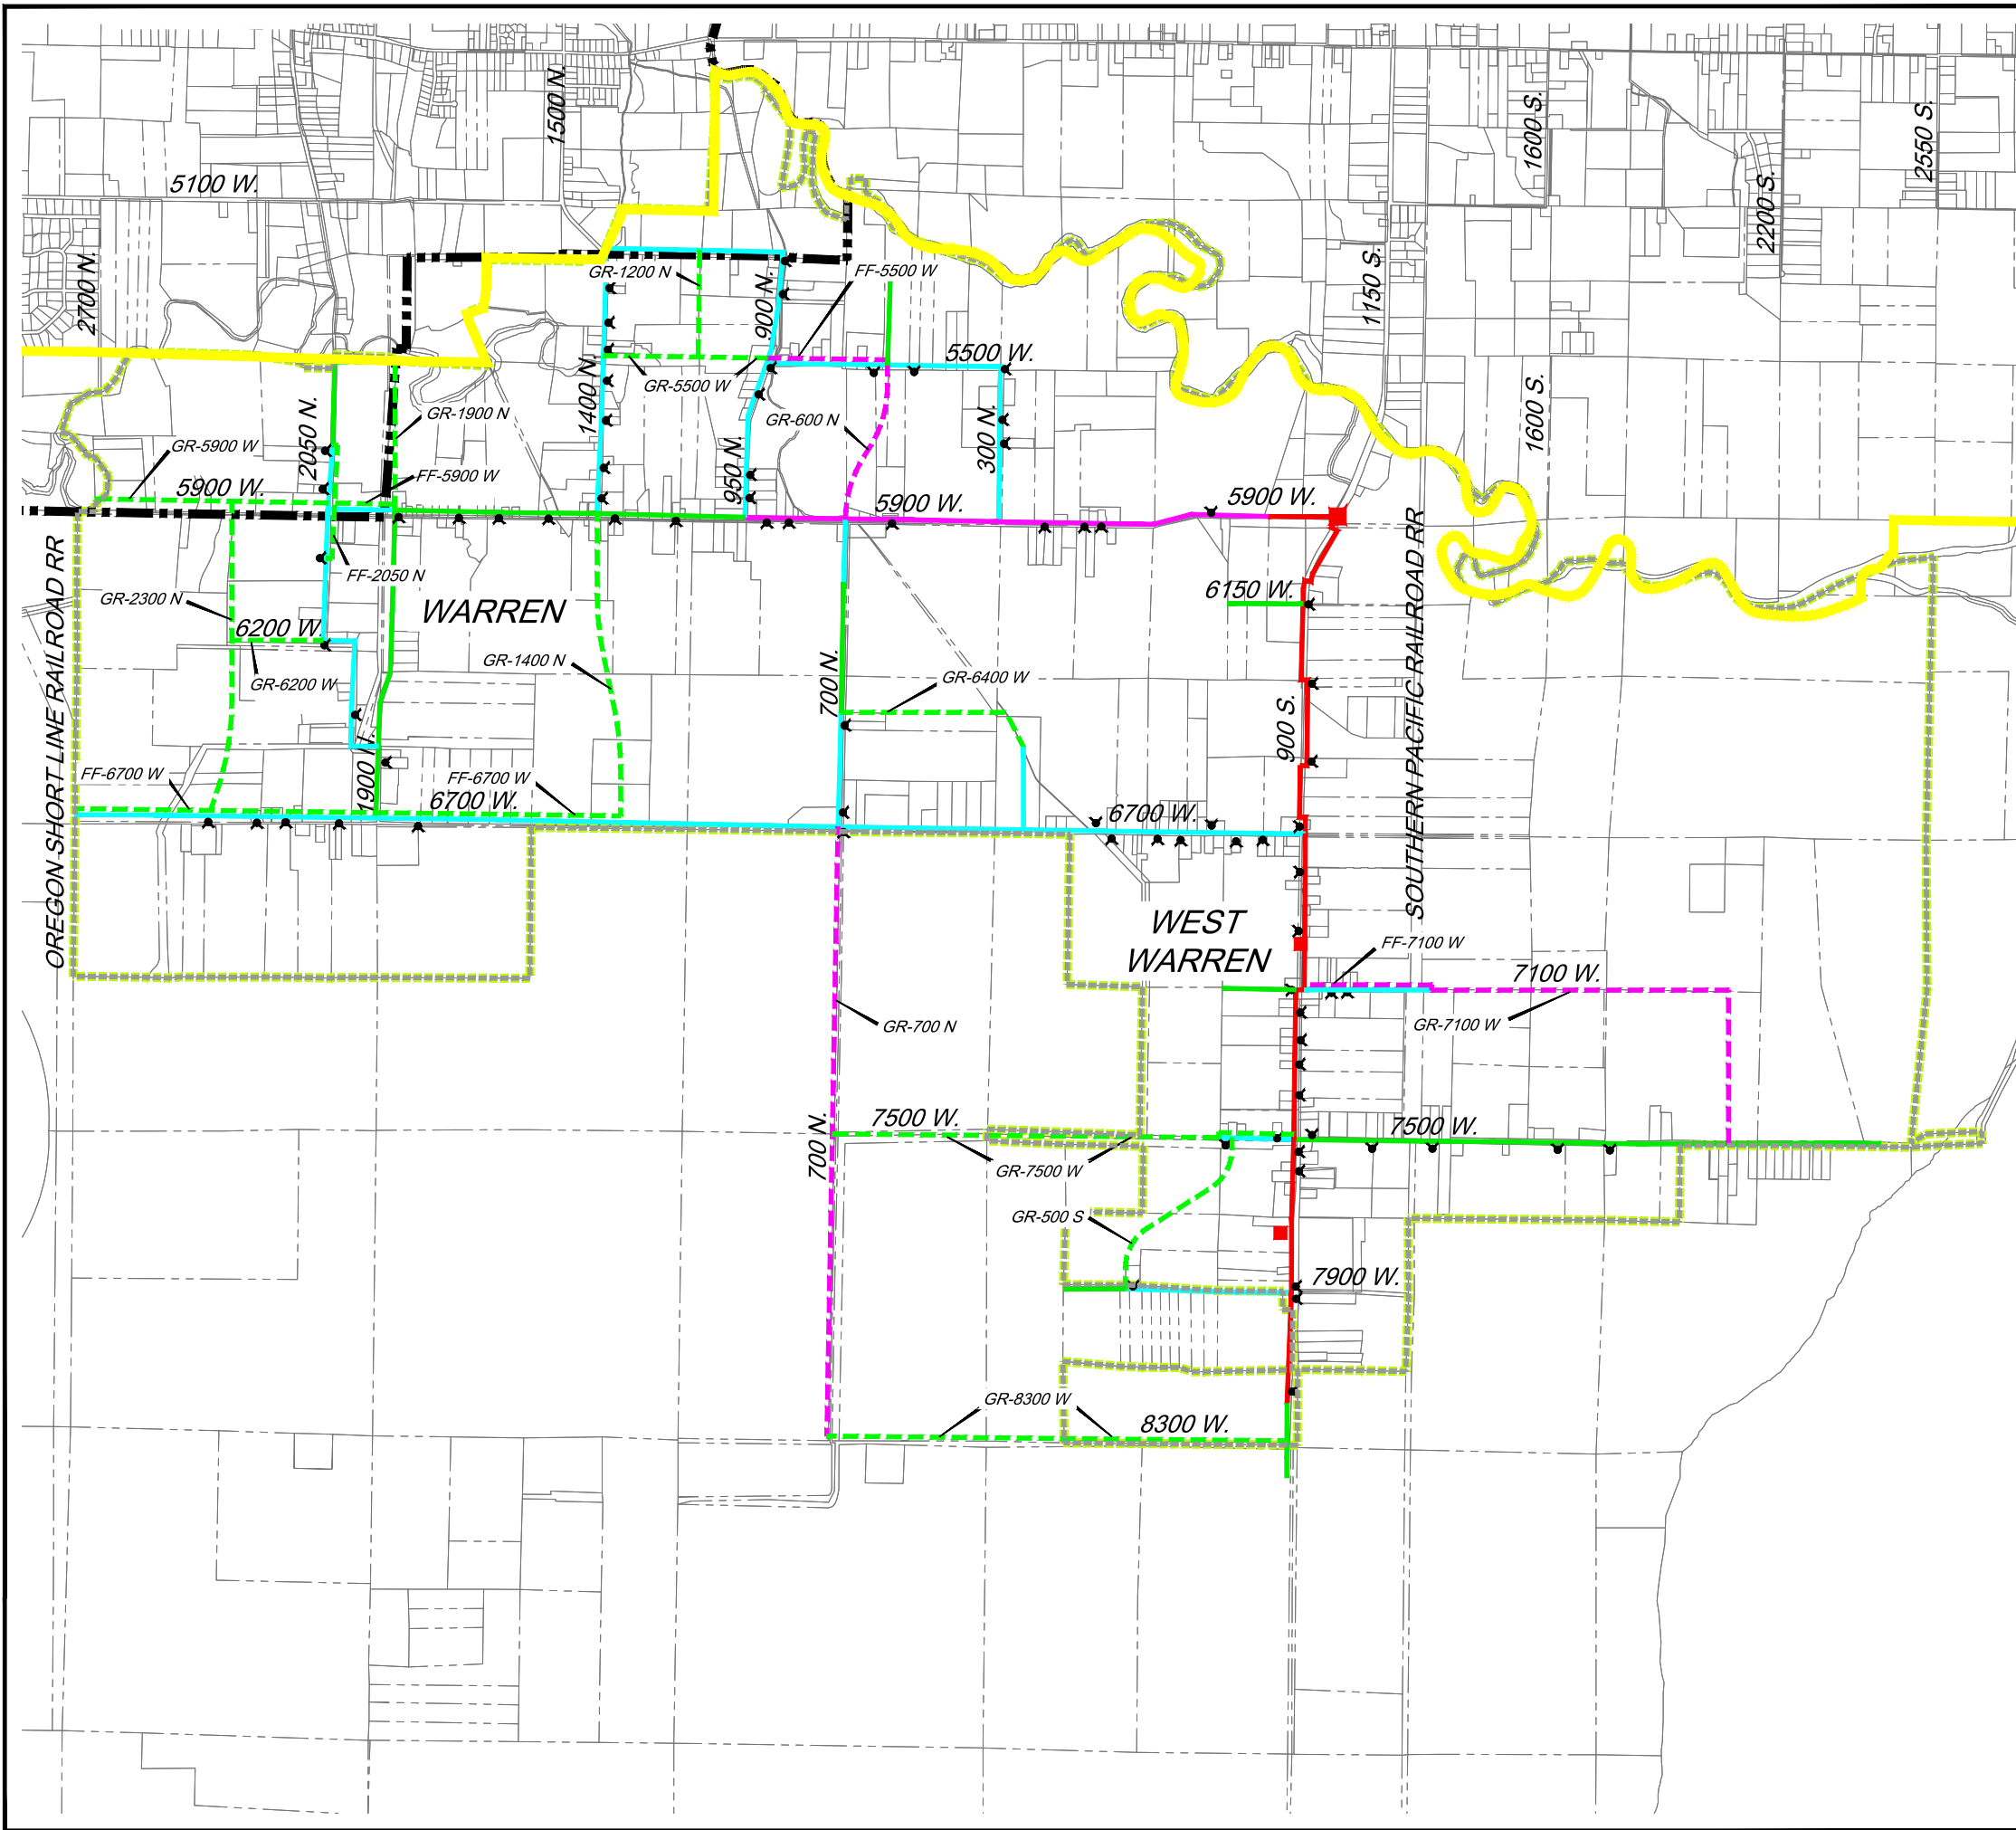 1500 N.
1600 S.
2550 S.
5100 W.
2200 S.
2700 N.
GR-1200 N
FF-5500 W
900 N.
1150 S.
5500 W.
GR-5500 W
1400 N.
1600 S.
GR-1900 N
GR-600 N
2050 N.
300 N.
GR-5900 W
950 N.
FF-5900 W
5900 W.
5900 W.
5900 W.
OREGON SHORT LINE RAILROAD RR
SOUTHERN PACIFIC RAILROAD RR
FF-2050 N
GR-2300 N
WARREN
6150 W.
6200 W.
GR-1400 N
GR-6400 W
GR-6200 W
700 N.
900 S.
FF-6700 W
1900 N.
FF-6700 W
6700 W.
6700 W.
WEST
WARREN
FF-7100 W
7100 W.
GR-700 N
GR-7100 W
7500 W.
7500 W.
700 N.
GR-7500 W
GR-500 S
7900 W.
GR-8300 W
8300 W.